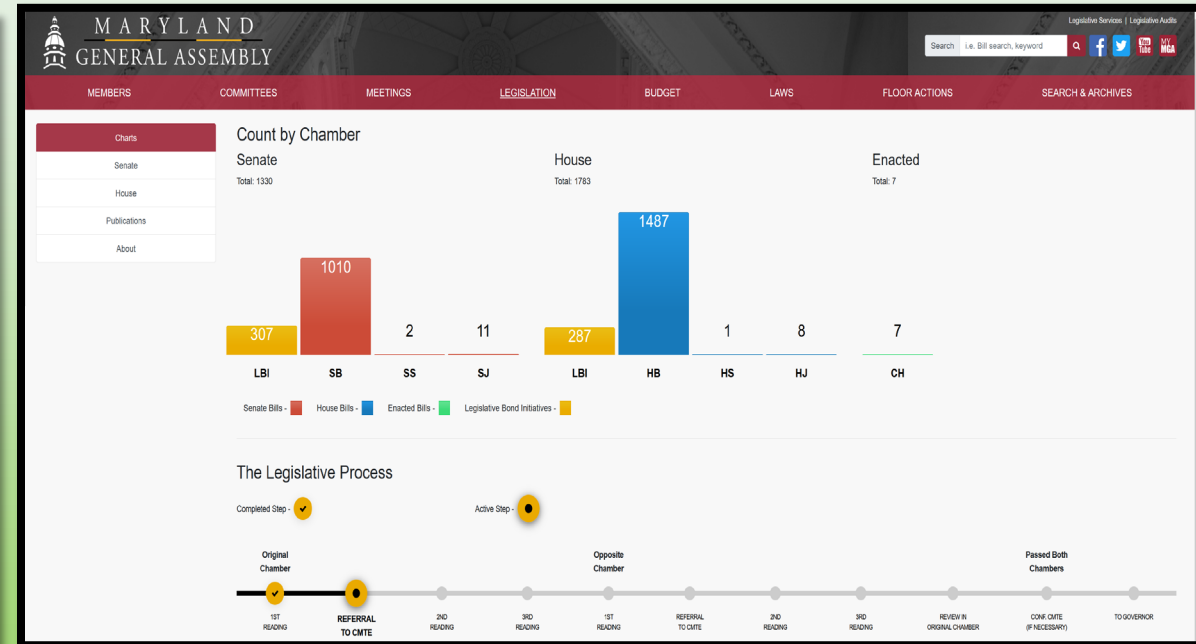 MARYLAND
GENERAL ASSEMBLY
Legislative Services | Legislative Audits
Search i.e. Bill search, keyword
You Tube
MY MGA
MEMBERS COMMITTEES MEETINGS LEGISLATION BUDGET LAWS FLOOR ACTIONS SEARCH & ARCHIVES
Charts
Senate
House
Publications
About
Count by Chamber
Senate House Enacted
Total: 1330 Total: 1783 Total: 7
307 1010 2 11 287 1487 1 8 7
LBI SB SS SJ LBI HB HS HJ CH
Senate Bills - House Bills - Enacted Bills - Legislative Bond Initiatives -
The Legislative Process
Completed Step - Active Step -
Original Opposite Passed Both
Chamber Chamber Chambers
1ST REFERRAL 2ND 3RD 1ST REFERRAL 2ND 3RD REVIEW IN CONF. CMTE TO GOVERNOR
READING TO CMTE READING READING READING TO CMTE READING READING ORIGINAL CHAMBER (IF NECESSARY)